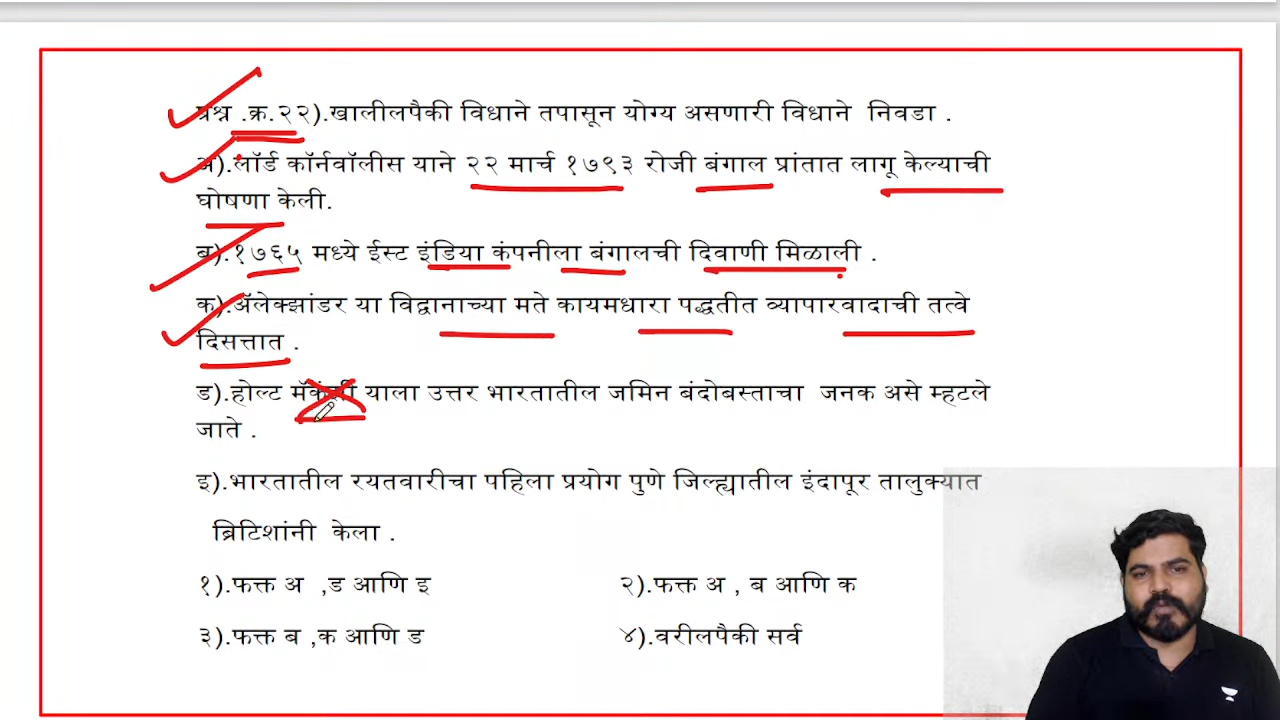 प्रश्न .क्र.२२).खालीलपैकी विधाने तपासून योग्य असणारी विधाने निवडा .
अ).लॉर्ड कॉर्नवॉलीस याने २२ मार्च १७९३ रोजी बंगाल प्रांतात लागू केल्याची
घोषणा केली.
ब).१७६५ मध्ये ईस्ट इंडिया कंपनीला बंगालची दिवाणी मिळाली .
क).ॲलेक्झांडर या विद्वानाच्या मते कायमधारा पद्धतीत व्यापारवादाची तत्वे
दिसत्तात .
ड).होल्ट याला उत्तर भारतातील जमिन बंदोबस्ताचा जनक असे म्हटले
जाते .
इ).भारतातील रयतवारीचा पहिला प्रयोग पुणे जिल्ह्यातील इंदापूर तालुक्यात
ब्रिटिशांनी केला .
१).फक्त अ ,ड आणि इ
२).फक्त अ , ब आणि क
३).फक्त ब ,क आणि ड
४).वरीलपैकी सर्व